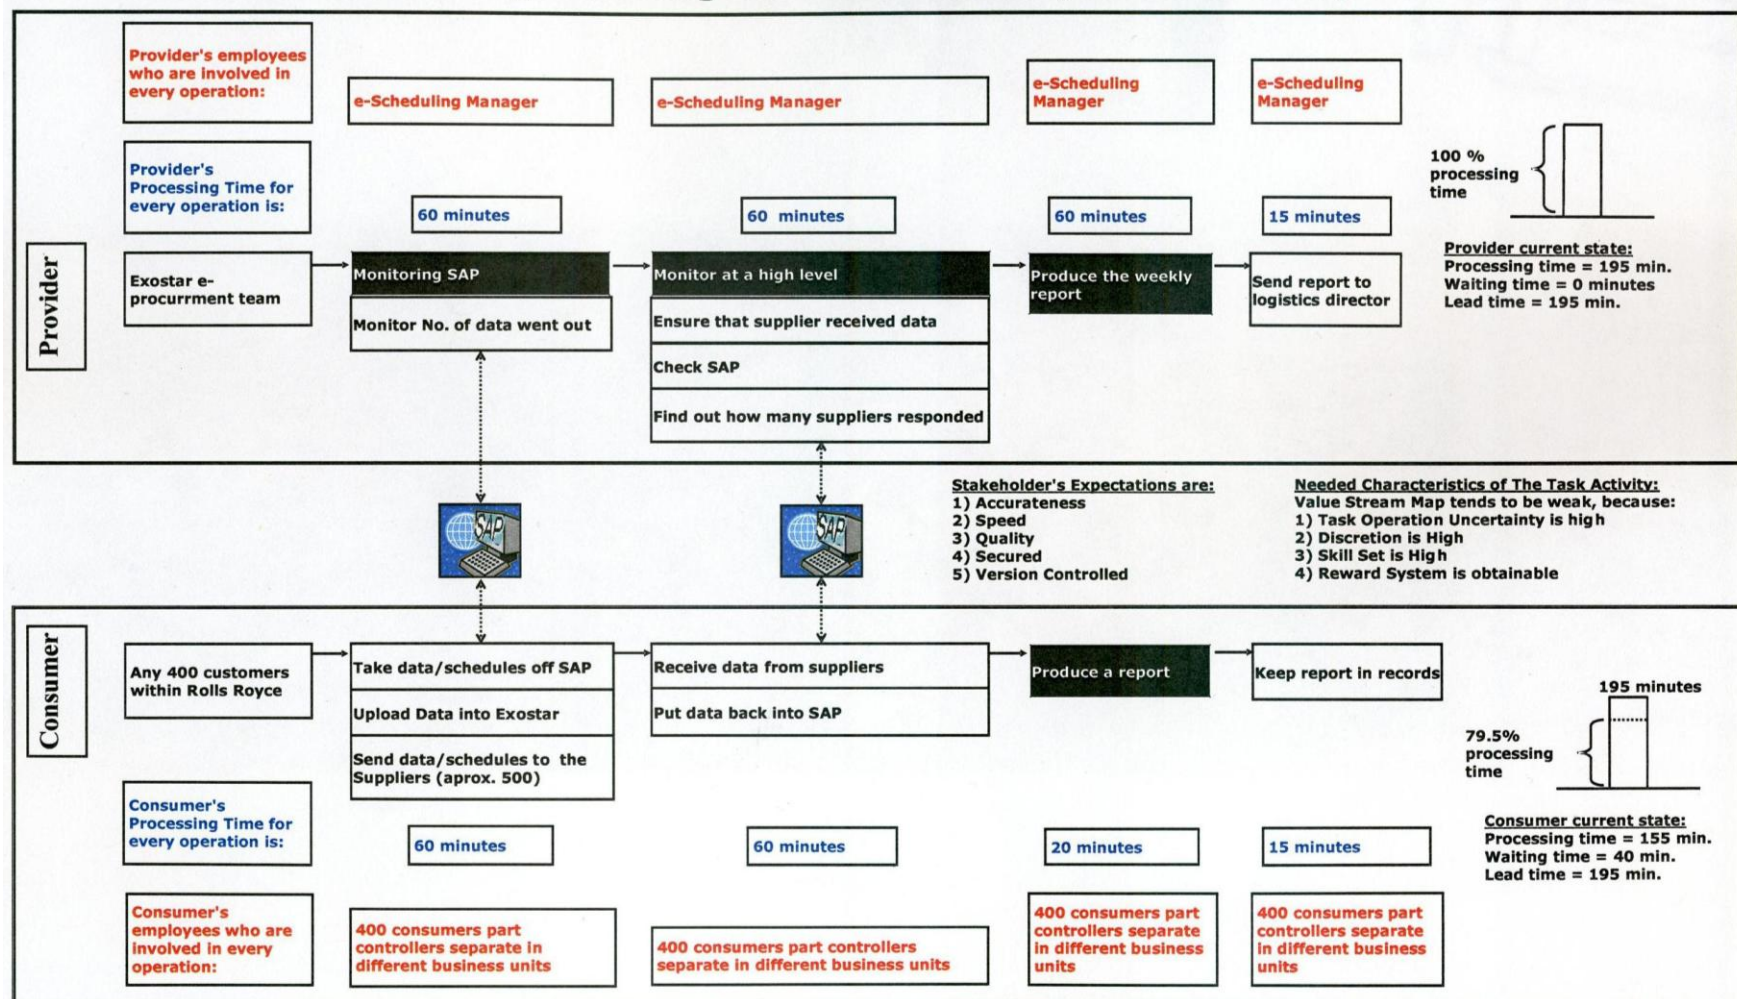 Provider's employees
who are involved in
every operation:
e-Scheduling Manager
e-Scheduling Manager
e-Scheduling
Manager
e-Scheduling
Manager
Provider's
Processing Time for
every operation is:
60 minutes
60 minutes
60 minutes
15 minutes
100 %
processing
time
Provider
Exostar e-
procurrment team
Monitoring SAP
Monitor No. of data went out
Monitor at a high level
Ensure that supplier received data
Check SAP
Find out how many suppliers responded
Produce the weekly
report
Send report to
logistics director
Provider current state:
Processing time = 195 min.
Waiting time = 0 minutes
Lead time = 195 min.
SAP
SAP
Stakeholder's Expectations are:
1) Accurateness
2) Speed
3) Quality
4) Secured
5) Version Controlled
Needed Characteristics of The Task Activity:
Value Stream Map tends to be weak, because:
1) Task Operation Uncertainty is high
2) Discretion is High
3) Skill Set is High
4) Reward System is obtainable
Consumer
Any 400 customers
within Rolls Royce
Take data/schedules off SAP
Upload Data into Exostar
Send data/schedules to the
Suppliers (aprox. 500)
Receive data from suppliers
Put data back into SAP
Produce a report
Keep report in records
195 minutes
79.5%
processing
time
Consumer's
Processing Time for
every operation is:
60 minutes
60 minutes
20 minutes
15 minutes
Consumer current state:
Processing time = 155 min.
Waiting time = 40 min.
Lead time = 195 min.
Consumer's
employees who are
involved in every
operation:
400 consumers part
controllers separate in
different business units
400 consumers part controllers
separate in different business units
400 consumers part
controllers separate
in different business
units
400 consumers part
controllers separate
in different business
units